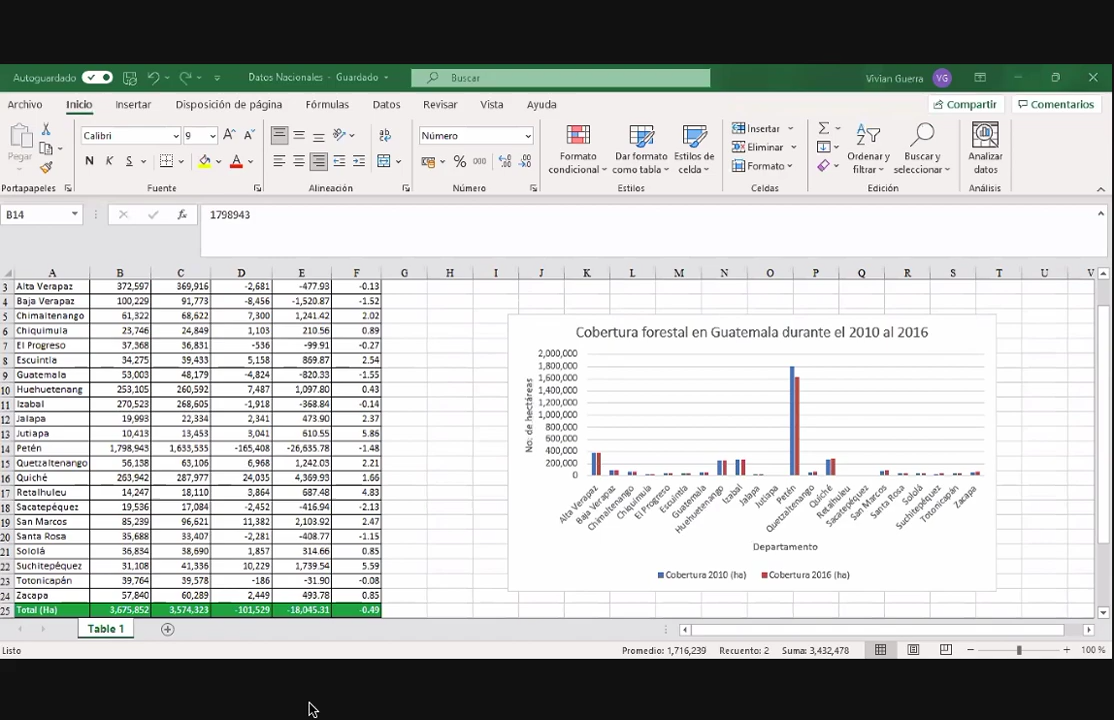 Autoguardado Datos Nacionales - Guardado Buscar Vivian Guerra VG
Archivo Inicio Insertar Disposición de página Fórmulas Datos Revisar Vista Ayuda Compartir Comentarios
Pegar
Calibri 9
N K S
Número
% 000
Formato condicional
Dar formato como tabla
Estilos de celda
Insertar
Eliminar
Formato
Ordenar y filtrar
Buscar y seleccionar
Analizar datos
Portapapeles Fuente Alineación Número Estilos Celdas Edición Análisis
B14 fx 1798943
A B C D E F G H I J K L M N O P Q R S T U V
3 Alta Verapaz 372,597 369,916 -2,681 -477.93 -0.13
4 Baja Verapaz 100,229 91,773 -8,456 -1,520.87 -1.52
5 Chimaltenango 61,322 68,622 7,300 1,241.42 2.02
6 Chiquimula 23,746 24,849 1,103 210.56 0.89
7 El Progreso 37,368 36,831 -536 -99.91 -0.27
8 Escuintla 34,275 39,433 5,158 869.87 2.54
9 Guatemala 53,003 48,179 -4,824 -820.33 -1.55
10 Huehuetenang 253,105 260,592 7,487 1,097.80 0.43
11 Izabal 270,523 268,605 -1,918 -368.84 -0.14
12 Jalapa 19,993 22,334 2,341 473.90 2.37
13 Jutiapa 10,413 13,453 3,041 610.55 5.86
14 Petén 1,798,943 1,633,535 -165,408 -26,635.78 -1.48
15 Quetzaltenango 56,138 63,106 6,968 1,242.03 2.21
16 Quiché 263,942 287,977 24,035 4,369.93 1.66
17 Retalhuleu 14,247 18,110 3,864 687.48 4.83
18 Sacatepéquez 19,536 17,084 -2,452 -416.94 -2.13
19 San Marcos 85,239 96,621 11,382 2,103.92 2.47
20 Santa Rosa 35,688 33,407 -2,281 -408.77 -1.15
21 Sololá 36,834 38,690 1,857 314.66 0.85
22 Suchitepéquez 31,108 41,336 10,229 1,739.54 5.59
23 Totonicapán 39,764 39,578 -186 -31.90 -0.08
24 Zacapa 57,840 60,289 2,449 493.78 0.85
25 Total (Ha) 3,675,852 3,574,323 -101,529 -18,045.31 -0.49
Cobertura forestal en Guatemala durante el 2010 al 2016
No. de hectáreas
2,000,000
1,800,000
1,600,000
1,400,000
1,200,000
1,000,000
800,000
600,000
400,000
200,000
0
Alta Verapaz
Baja Verapaz
Chimaltenango
Chiquimula
El Progreso
Escuintla
Guatemala
Huehuetenango
Izabal
Jalapa
Jutiapa
Petén
Quetzaltenango
Quiché
Retalhuleu
Sacatepéquez
San Marcos
Santa Rosa
Sololá
Suchitepéquez
Totonicapán
Zacapa
Departamento
Cobertura 2010 (ha) Cobertura 2016 (ha)
Table 1
Listo Promedio: 1,716,239 Recuento: 2 Suma: 3,432,478 100 %